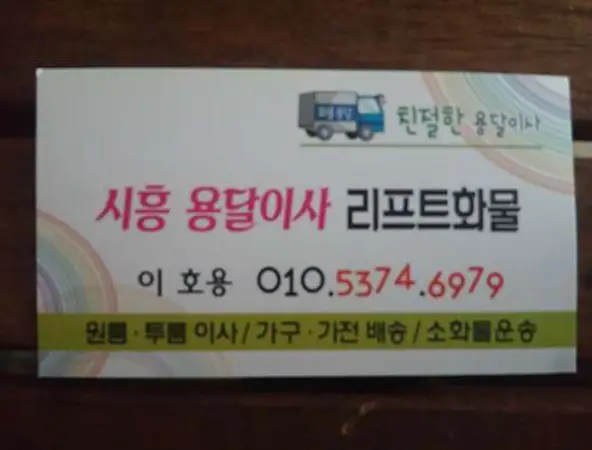 친절한 용달이사
시흥 용달이사 리프트화물
이 호용 010.5374.6979
원룸·투룸 이사/가구·가전 배송/소화물운송